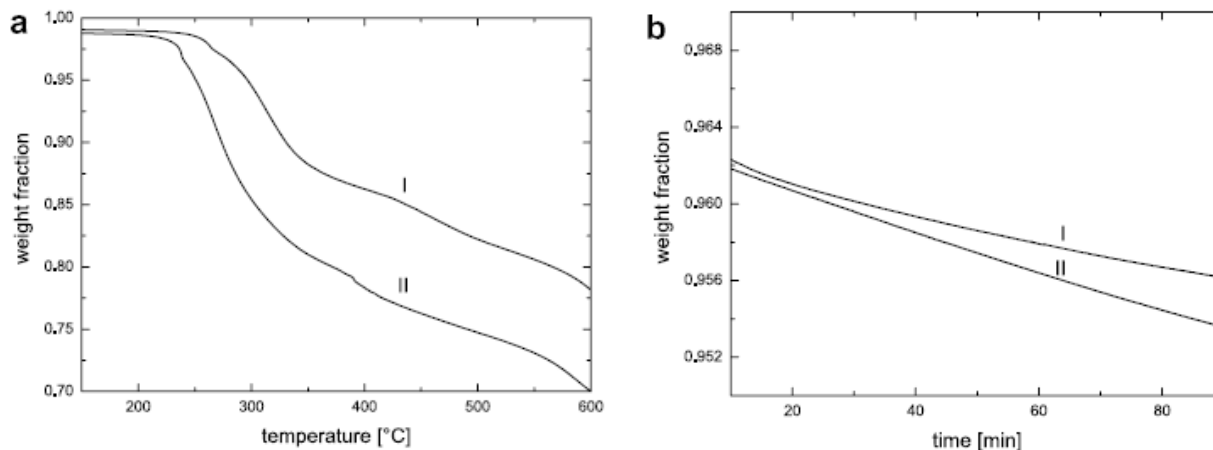 a
1.00
0.95
0.90
0.85
0.80
0.75
0.70
weight fraction
I
II
200 300 400 500 600
temperature [°C]
b
0.968
0.964
0.960
0.956
0.952
weight fraction
I
II
20 40 60 80
time [min]